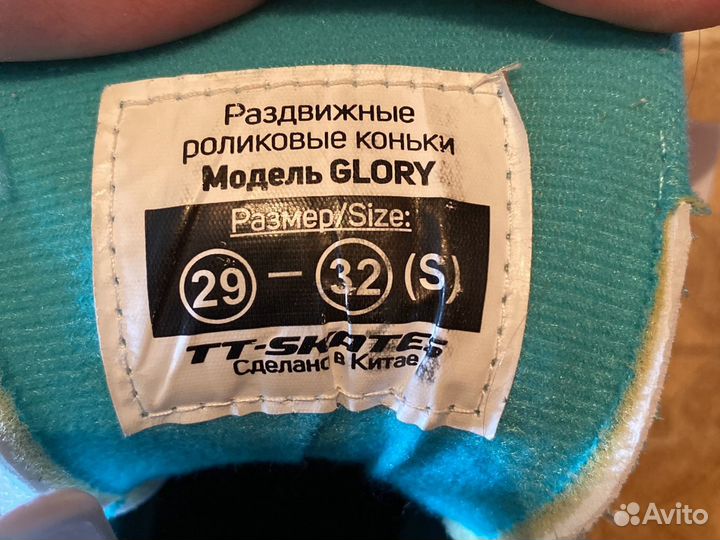 Раздвижные
роликовые коньки
Модель GLORY
Размер/Size:
29 — 32 (S)
TT-SKATES
Сделано в Китае
Avito